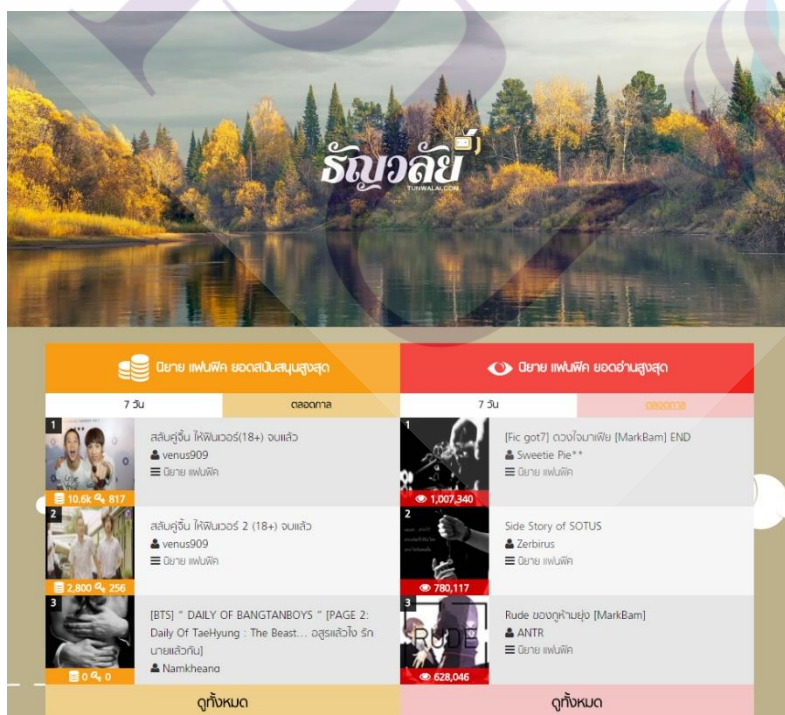 ธัญวลัย
TUNWALAI.COM
นิยาย แฟนฟิค ยอดสนับสนุนสูงสุด
7 วัน
ตลอดกาล
1
สลับคู่จิ้น ให้ฟินเวอร์(18+) จบแล้ว
venus909
นิยาย แฟนฟิค
10.6k 817
2
สลับคู่จิ้น ให้ฟินเวอร์ 2 (18+) จบแล้ว
venus909
นิยาย แฟนฟิค
2,800 256
3
[BTS] “ DAILY OF BANGTANBOYS ” [PAGE 2:
Daily Of TaeHyung : The Beast... อสูรแล้วไง รัก
นายแล้วกัน]
Namkheang
0 0
ดูทั้งหมด
นิยาย แฟนฟิค ยอดอ่านสูงสุด
7 วัน
ตลอดกาล
1
[Fic got7] ดวงใจมาเฟีย [MarkBam] END
Sweetie Pie**
นิยาย แฟนฟิค
1,007,340
2
Side Story of SOTUS
Zerbirus
นิยาย แฟนฟิค
780,117
3
RUDE
Rude ของกูห้ามยุ่ง [MarkBam]
ANTR
นิยาย แฟนฟิค
628,046
ดูทั้งหมด